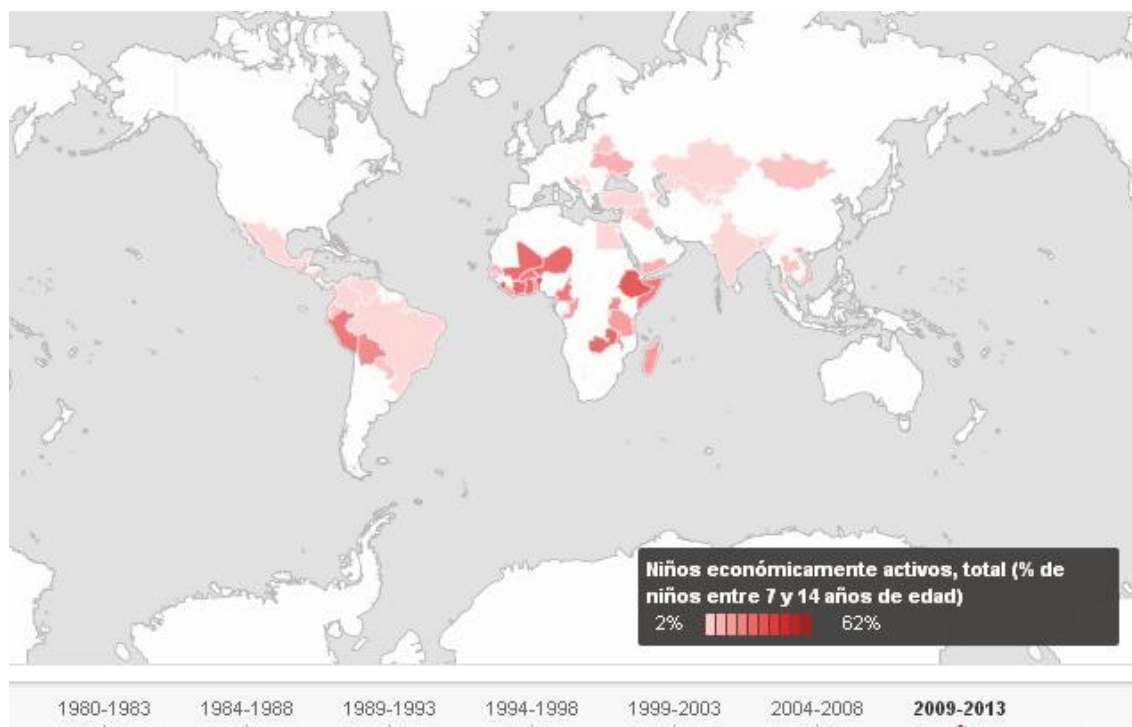 Niños económicamente activos, total (% de
niños entre 7 y 14 años de edad)
2% 62%
1980-1983 1984-1988 1989-1993 1994-1998 1999-2003 2004-2008 2009-2013